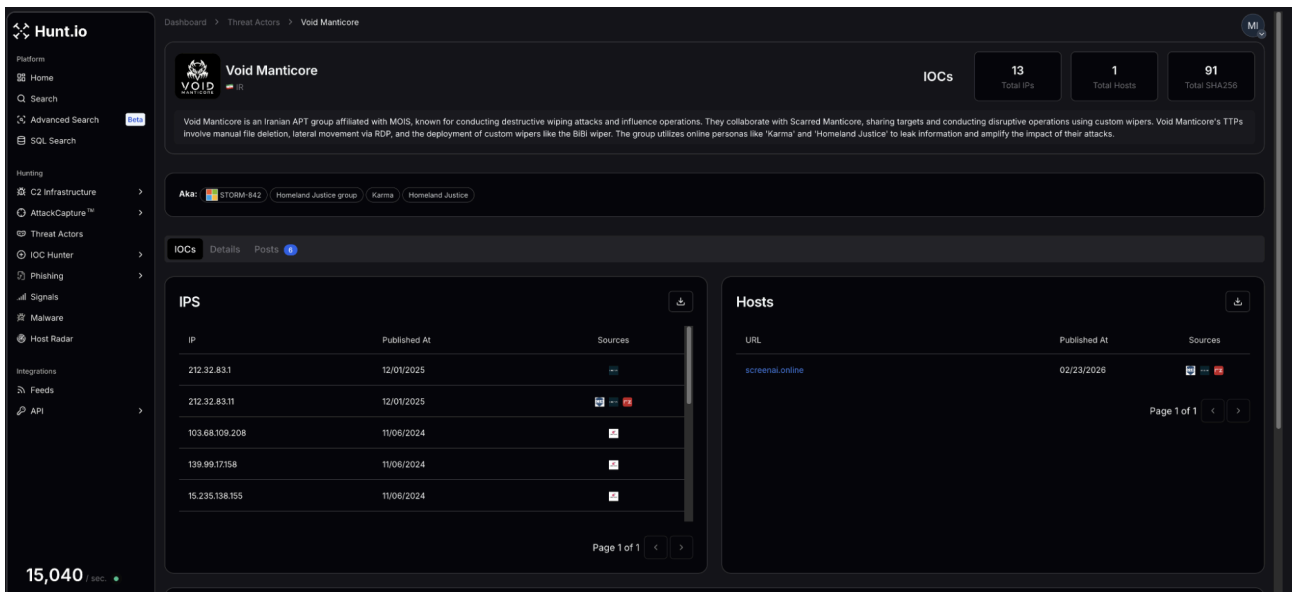 Hunt.io
Dashboard > Threat Actors > Void Manticore
MI
Platform
Home
Search
Advanced Search Beta
SQL Search
Hunting
C2 Infrastructure
AttackCapture™
Threat Actors
IOC Hunter
Phishing
Signals
Malware
Host Radar
Integrations
Feeds
API
15,040 / sec.
VOID
MANTICORE
Void Manticore
IR
IOCs
13
Total IPs
1
Total Hosts
91
Total SHA256
Void Manticore is an Iranian APT group affiliated with MOIS, known for conducting destructive wiping attacks and influence operations. They collaborate with Scarred Manticore, sharing targets and conducting disruptive operations using custom wipers. Void Manticore's TTPs
involve manual file deletion, lateral movement via RDP, and the deployment of custom wipers like the BiBi wiper. The group utilizes online personas like 'Karma' and 'Homeland Justice' to leak information and amplify the impact of their attacks.
Aka: STORM-842 Homeland Justice group Karma Homeland Justice
IOCs Details Posts 6
IPS
IP Published At Sources
212.32.83.1 12/01/2025
212.32.83.11 12/01/2025
103.68.109.208 11/06/2024
139.99.17.158 11/06/2024
15.235.138.155 11/06/2024
Page 1 of 1 < >
Hosts
URL Published At Sources
screenai.online 02/23/2026
Page 1 of 1 < >